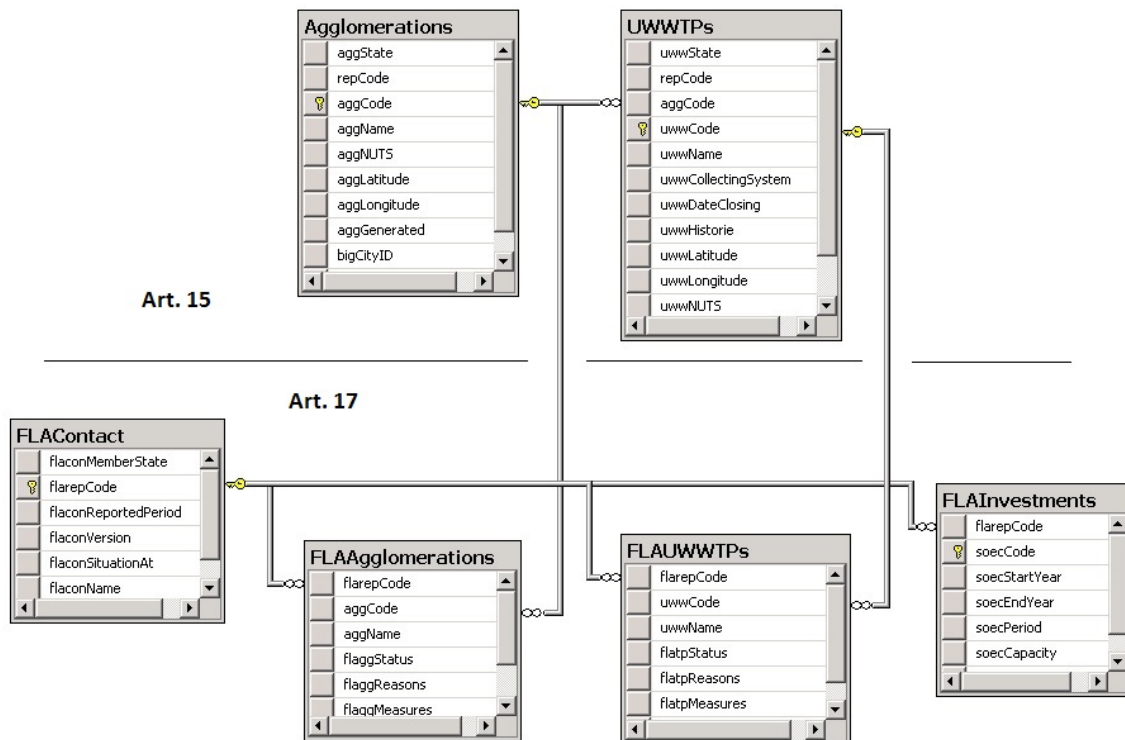 Agglomerations
aggState
repCode
aggCode
aggName
aggNUTS
aggLatitude
aggLongitude
aggGenerated
bigCityID
UWWTPs
uwwState
repCode
aggCode
uwwCode
uwwName
uwwCollectingSystem
uwwDateClosing
uwwHistorie
uwwLatitude
uwwLongitude
uwwNUTS
Art. 15
Art. 17
FLAContact
flaconMemberState
flarepCode
flaconReportedPeriod
flaconVersion
flaconSituationAt
flaconName
FLAAgglomerations
flarepCode
aggCode
aggName
flaggStatus
flaggReasons
flaggMeasures
FLAUWWTPs
flarepCode
uwwCode
uwwName
flatpStatus
flatpReasons
flatpMeasures
FLAInvestments
flarepCode
soecCode
soecStartYear
soecEndYear
soecPeriod
soecCapacity